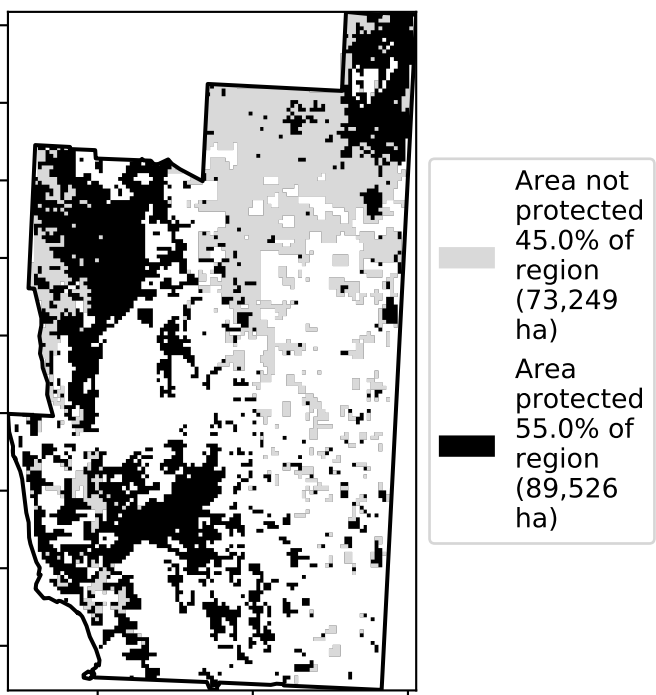 Area not
protected
45.0% of
region
(73,249
ha)
Area
protected
55.0% of
region
(89,526
ha)